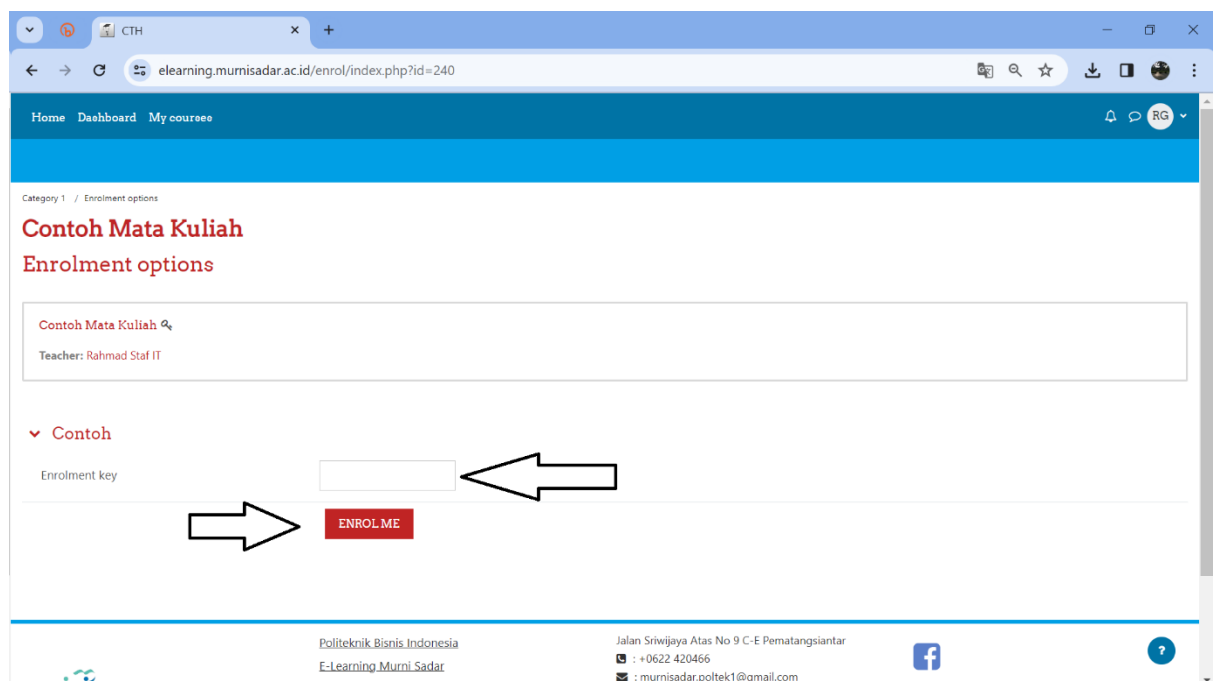 CTH
elearning.murnisadar.ac.id/enrol/index.php?id=240
Home Dashboard My courses
RG
Category 1 / Enrolment options
Contoh Mata Kuliah
Enrolment options
Contoh Mata Kuliah
Teacher: Rahmad Staf IT
Contoh
Enrolment key
ENROL ME
Politeknik Bisnis Indonesia
E-Learning Murni Sadar
Jalan Sriwijaya Atas No 9 C-E Pematangsiantar
: +0622 420466
: murnisadar.poltek1@gmail.com
?